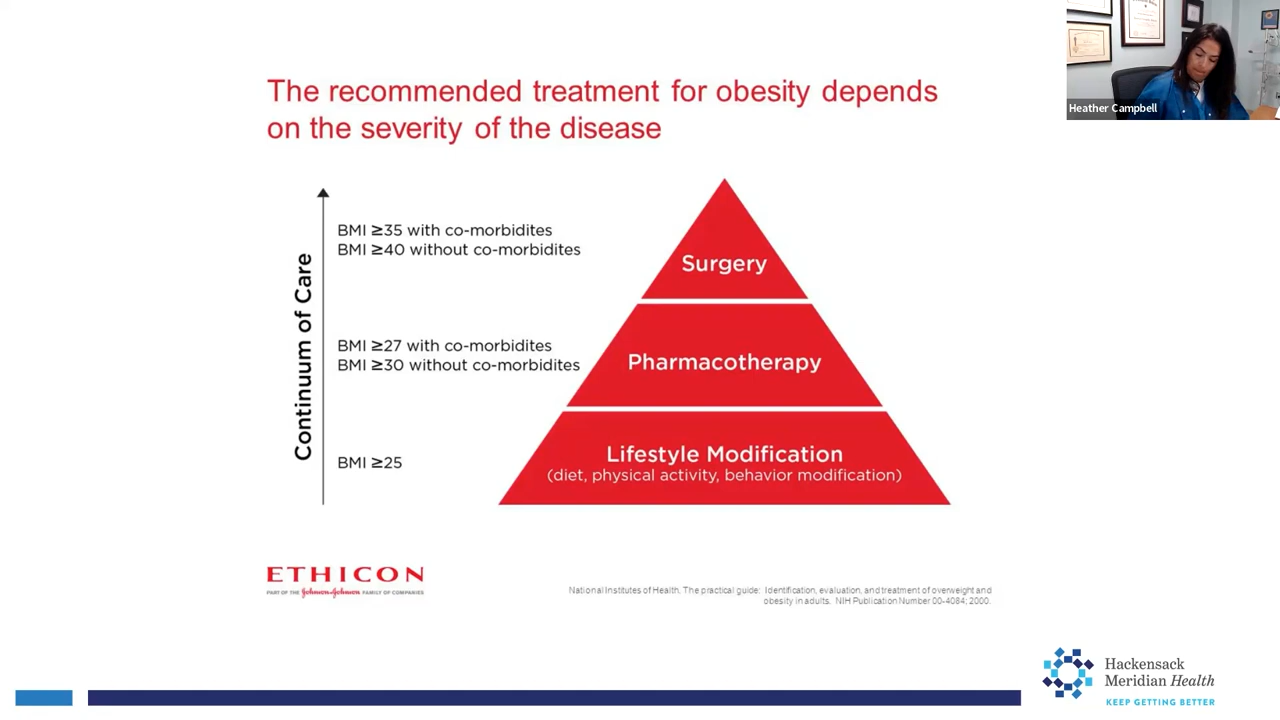 The recommended treatment for obesity depends
on the severity of the disease
Heather Campbell
Continuum of Care
BMI ≥35 with co-morbidites
BMI ≥40 without co-morbidites
Surgery
BMI ≥27 with co-morbidites
BMI ≥30 without co-morbidites
Pharmacotherapy
BMI ≥25
Lifestyle Modification
(diet, physical activity, behavior modification)
ETHICON
PART OF THE Johnson & Johnson FAMILY OF COMPANIES
National Institutes of Health. The practical guide: Identification, evaluation, and treatment of overweight and
obesity in adults. NIH Publication Number 00-4084; 2000.
Hackensack
Meridian Health
KEEP GETTING BETTER